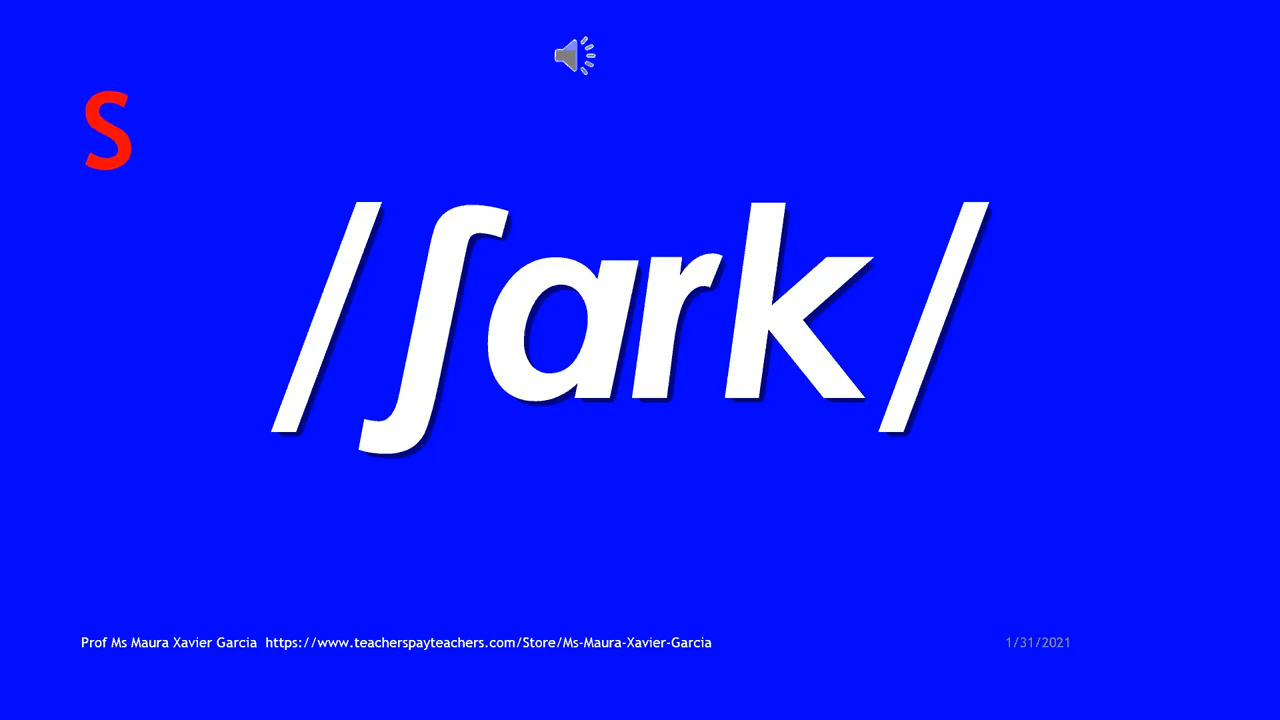 S
/ʃark/
Prof Ms Maura Xavier Garcia https://www.teacherspayteachers.com/Store/Ms-Maura-Xavier-Garcia 1/31/2021